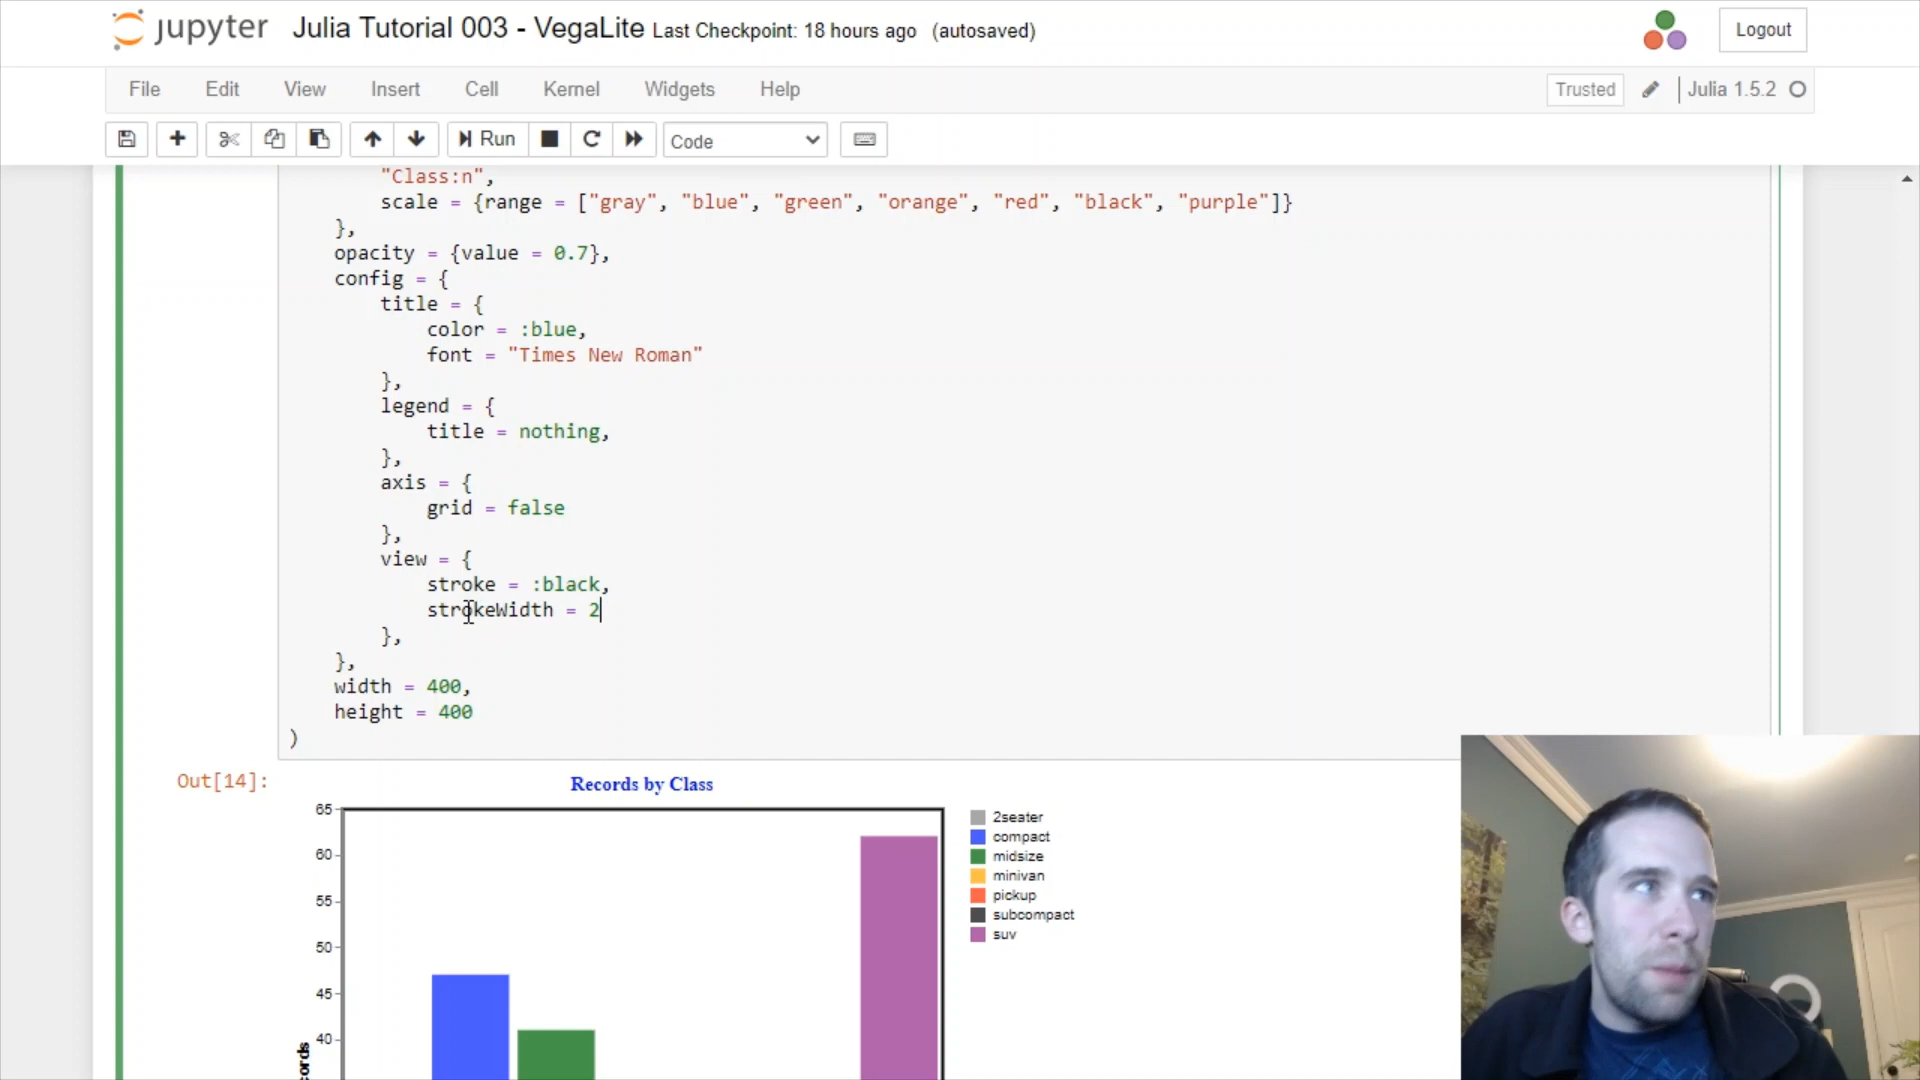 jupyter Julia Tutorial 003 - VegaLite Last Checkpoint: 18 hours ago (autosaved)
Logout
File Edit View Insert Cell Kernel Widgets Help
Trusted Julia 1.5.2
Run Code
"Class:n",
scale = {range = ["gray", "blue", "green", "orange", "red", "black", "purple"]}
},
opacity = {value = 0.7},
config = {
title = {
color = :blue,
font = "Times New Roman"
},
legend = {
title = nothing,
},
axis = {
grid = false
},
view = {
stroke = :black,
strokeWidth = 2
},
},
width = 400,
height = 400
)
Out[14]:
Records by Class
65
60
55
50
45
40
2seater
compact
midsize
minivan
pickup
subcompact
suv